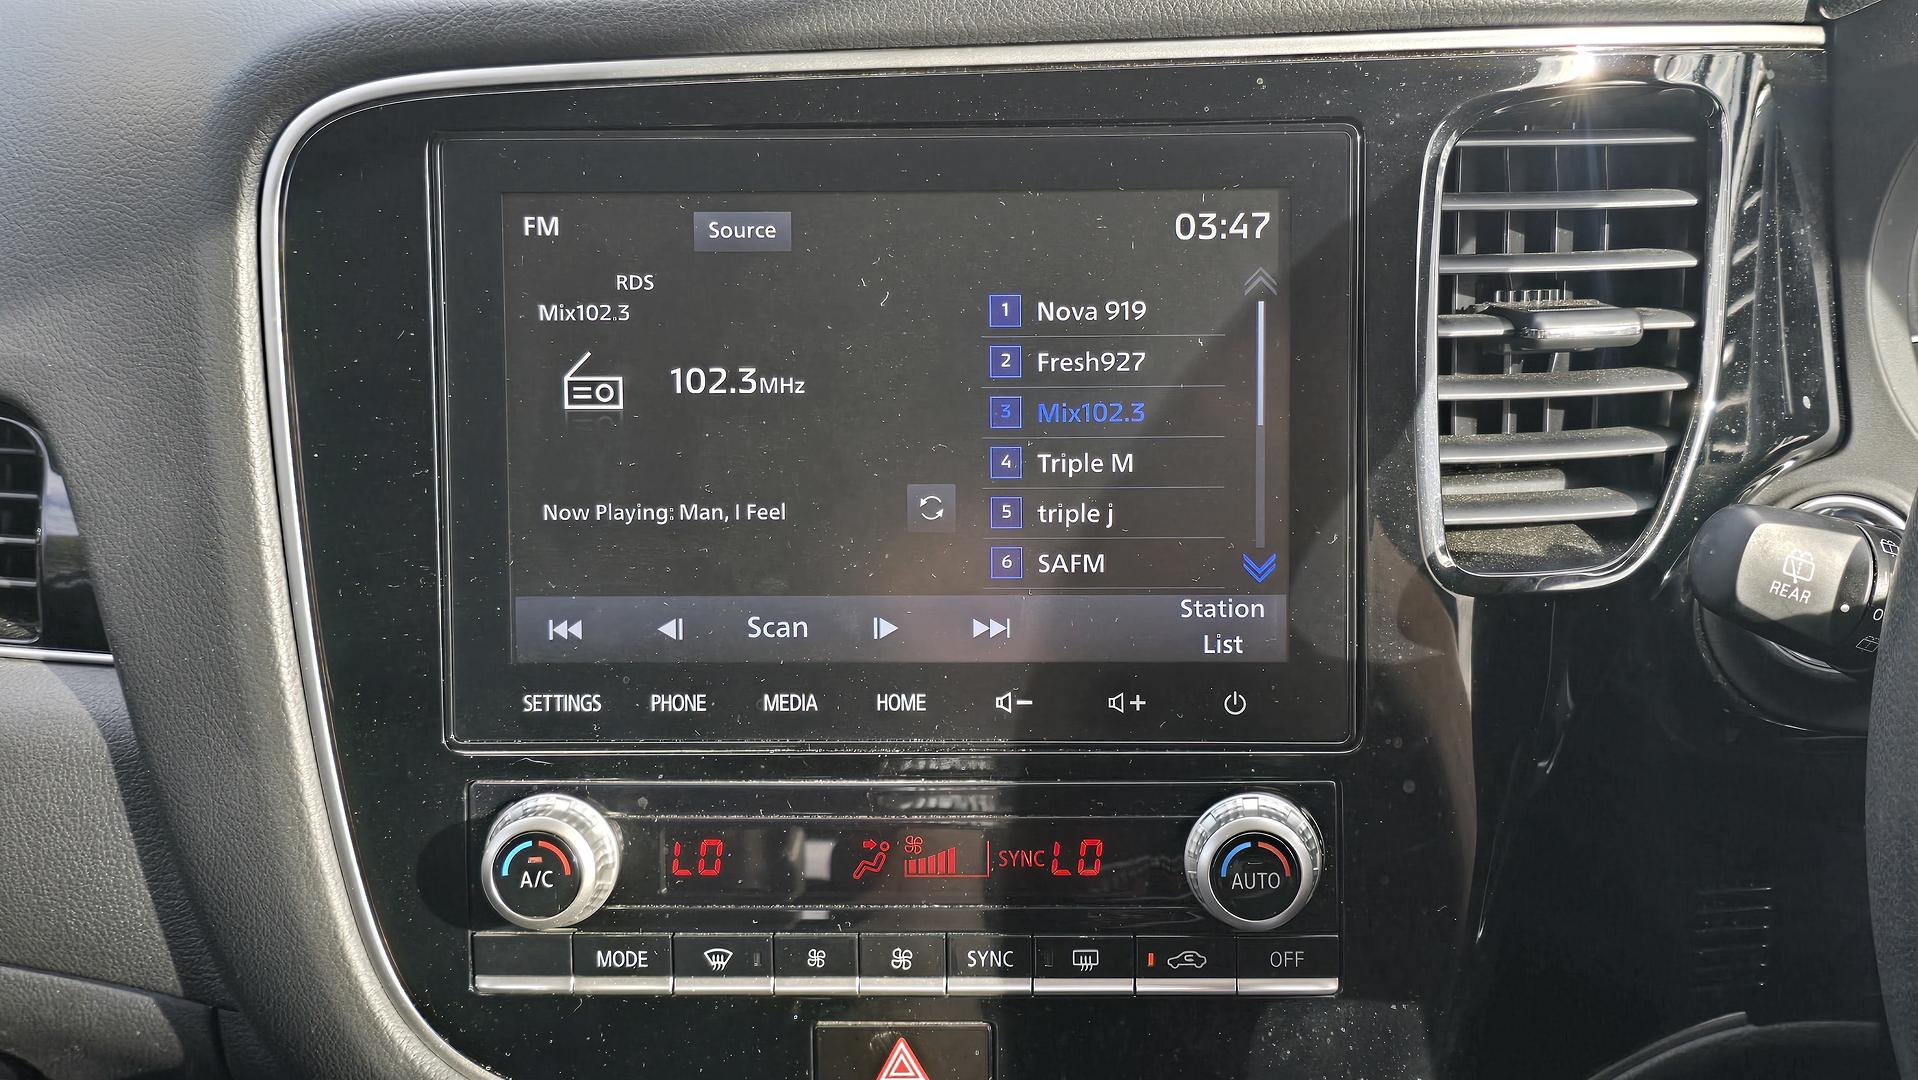 FM
Source
03:47
RDS
Mix102.3
102.3MHz
Now Playing: Man, I Feel
1 Nova 919
2 Fresh927
3 Mix102.3
4 Triple M
5 triple j
6 SAFM
Scan
Station
List
SETTINGS PHONE MEDIA HOME
REAR
A/C
LO
SYNC LO
AUTO
MODE
SYNC
OFF